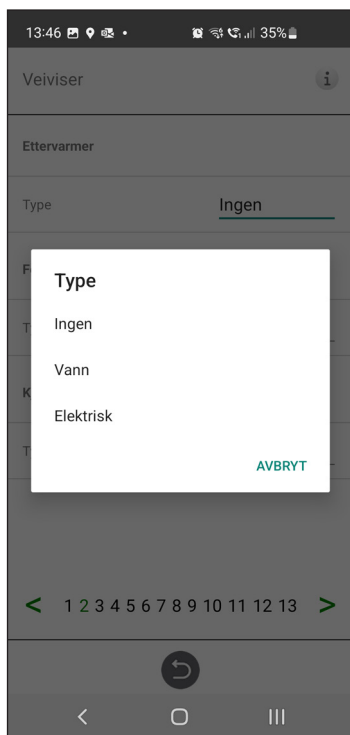 13:46 35%
Veiviser i
Ettervarmer
Type Ingen
F
Type
Ingen
T
Vann
K
Elektrisk
T
AVBRYT
< 1 2 3 4 5 6 7 8 9 10 11 12 13 >